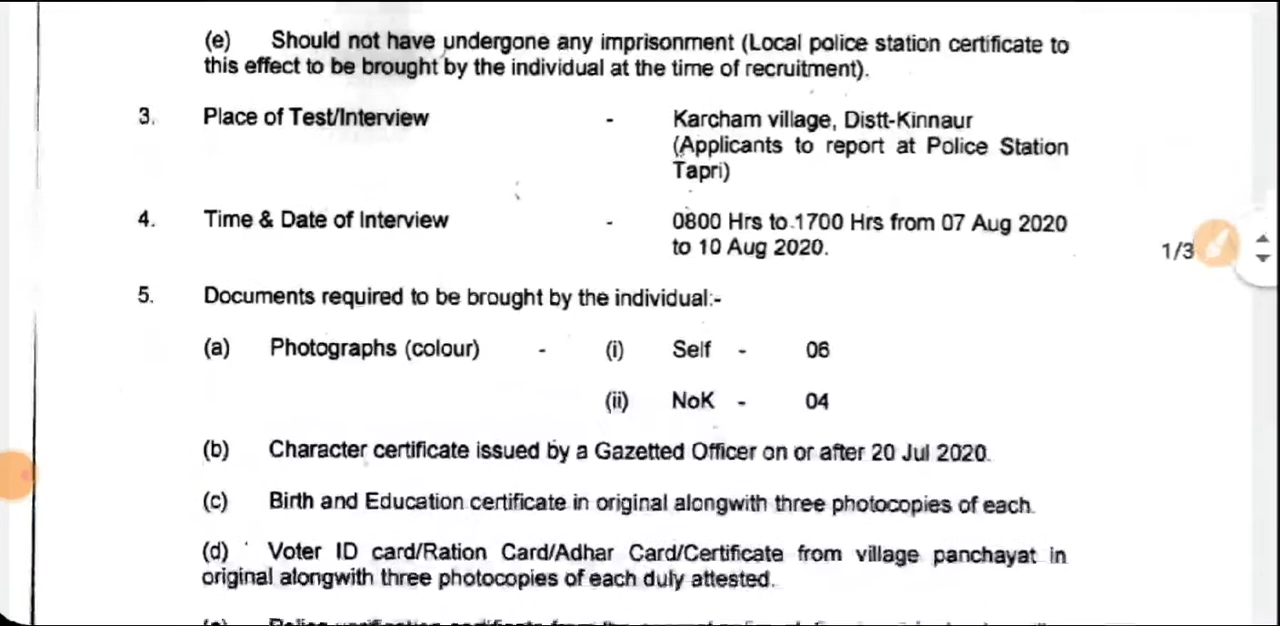 (e) Should not have undergone any imprisonment (Local police station certificate to
this effect to be brought by the individual at the time of recruitment).
3. Place of Test/Interview - Karcham village, Distt-Kinnaur
(Applicants to report at Police Station
Tapri)
4. Time & Date of Interview - 0800 Hrs to 1700 Hrs from 07 Aug 2020
to 10 Aug 2020.
1/3
5. Documents required to be brought by the individual:-
(a) Photographs (colour) - (i) Self - 06
(ii) NoK - 04
(b) Character certificate issued by a Gazetted Officer on or after 20 Jul 2020.
(c) Birth and Education certificate in original alongwith three photocopies of each.
(d) Voter ID card/Ration Card/Adhar Card/Certificate from village panchayat in
original alongwith three photocopies of each duly attested.